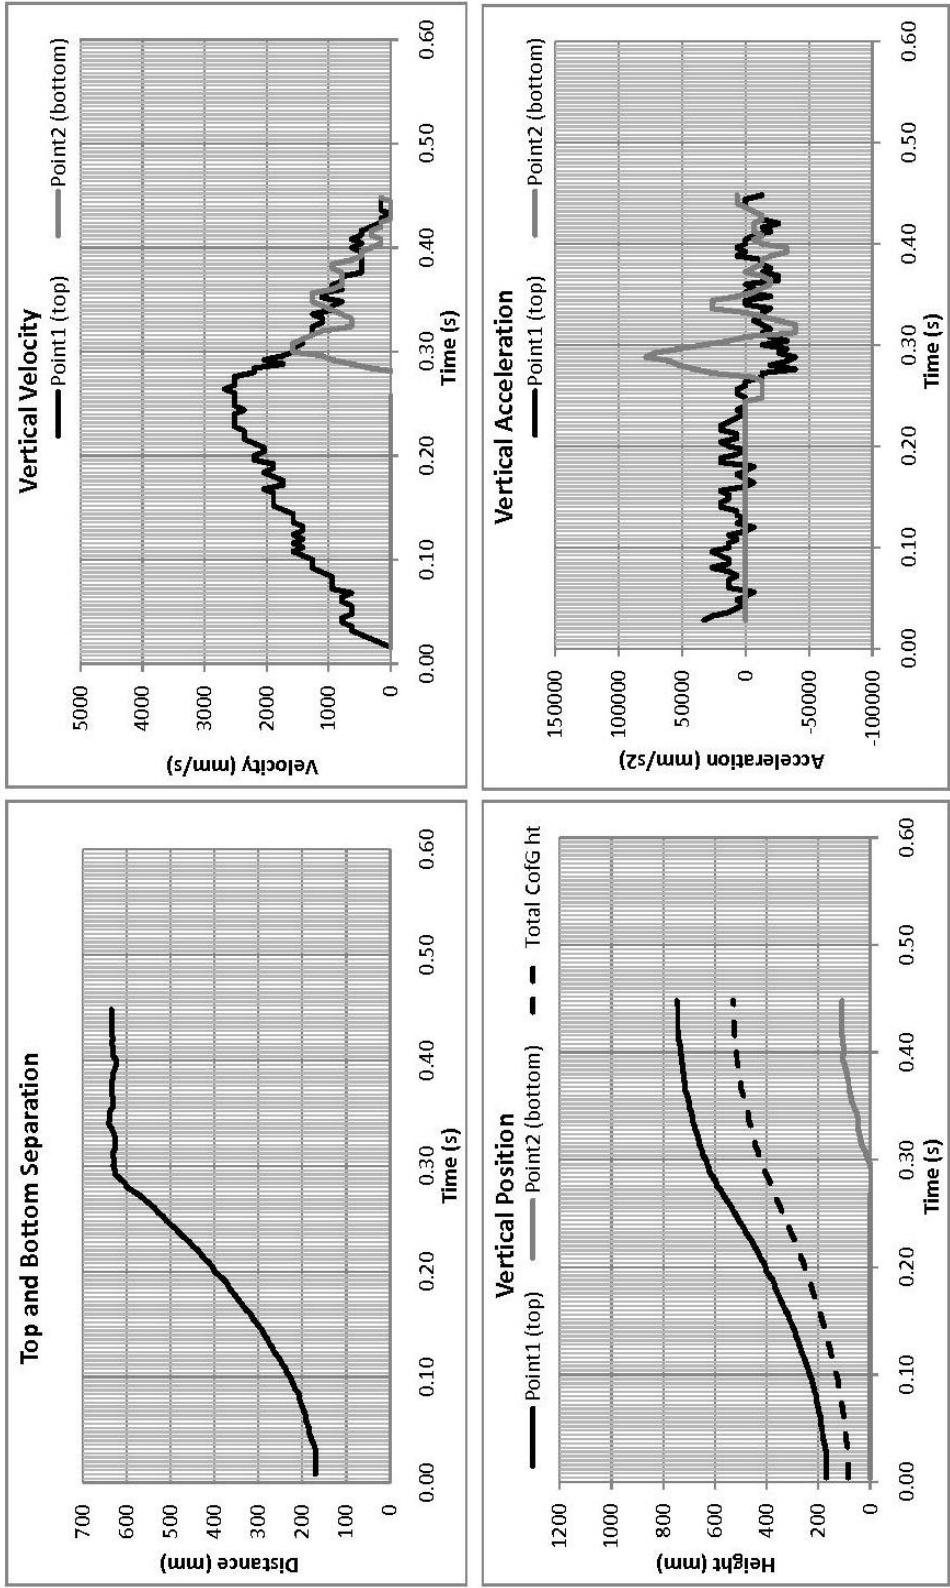 Top and Bottom Separation
Distance (mm)
700
600
500
400
300
200
100
0
0.00 0.10 0.20 0.30 0.40 0.50 0.60
Time (s)
Vertical Velocity
Point1 (top) Point2 (bottom)
Velocity (mm/s)
5000
4000
3000
2000
1000
0
0.00 0.10 0.20 0.30 0.40 0.50 0.60
Time (s)
Vertical Position
Point1 (top) Point2 (bottom) Total CofG ht
Height (mm)
1200
1000
800
600
400
200
0
0.00 0.10 0.20 0.30 0.40 0.50 0.60
Time (s)
Vertical Acceleration
Point1 (top) Point2 (bottom)
Acceleration (mm/s2)
150000
100000
50000
0
-50000
-100000
0.00 0.10 0.20 0.30 0.40 0.50 0.60
Time (s)